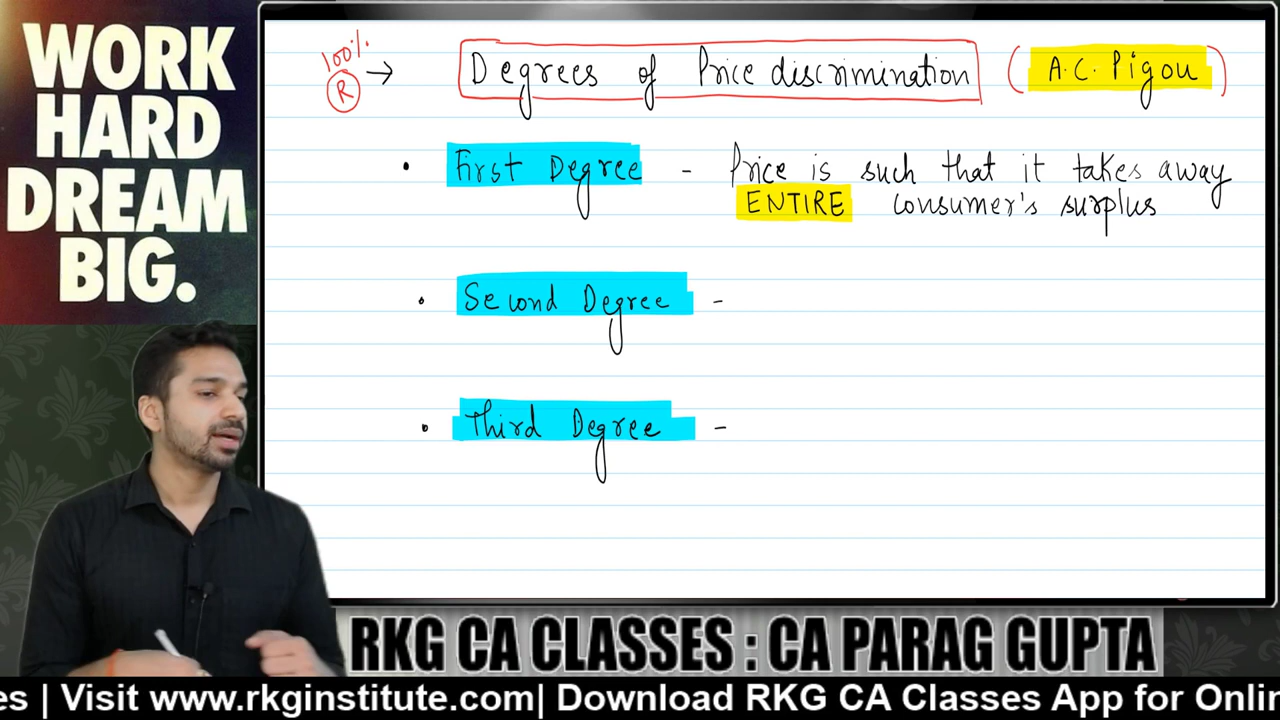 WORK
HARD
DREAM
BIG.
100%
R → Degrees of Price discrimination (A.C. Pigou)
• First Degree - Price is such that it takes away
ENTIRE consumer's surplus
• Second Degree -
• Third Degree -
RKG CA CLASSES : CA PARAG GUPTA
es | Visit www.rkginstitute.com| Download RKG CA Classes App for Onlin